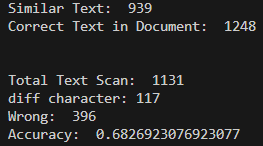 Similar Text:  939
Correct Text in Document:  1248
Total Text Scan:  1131
diff character: 117
Wrong:  396
Accuracy:  0.6826923076923077